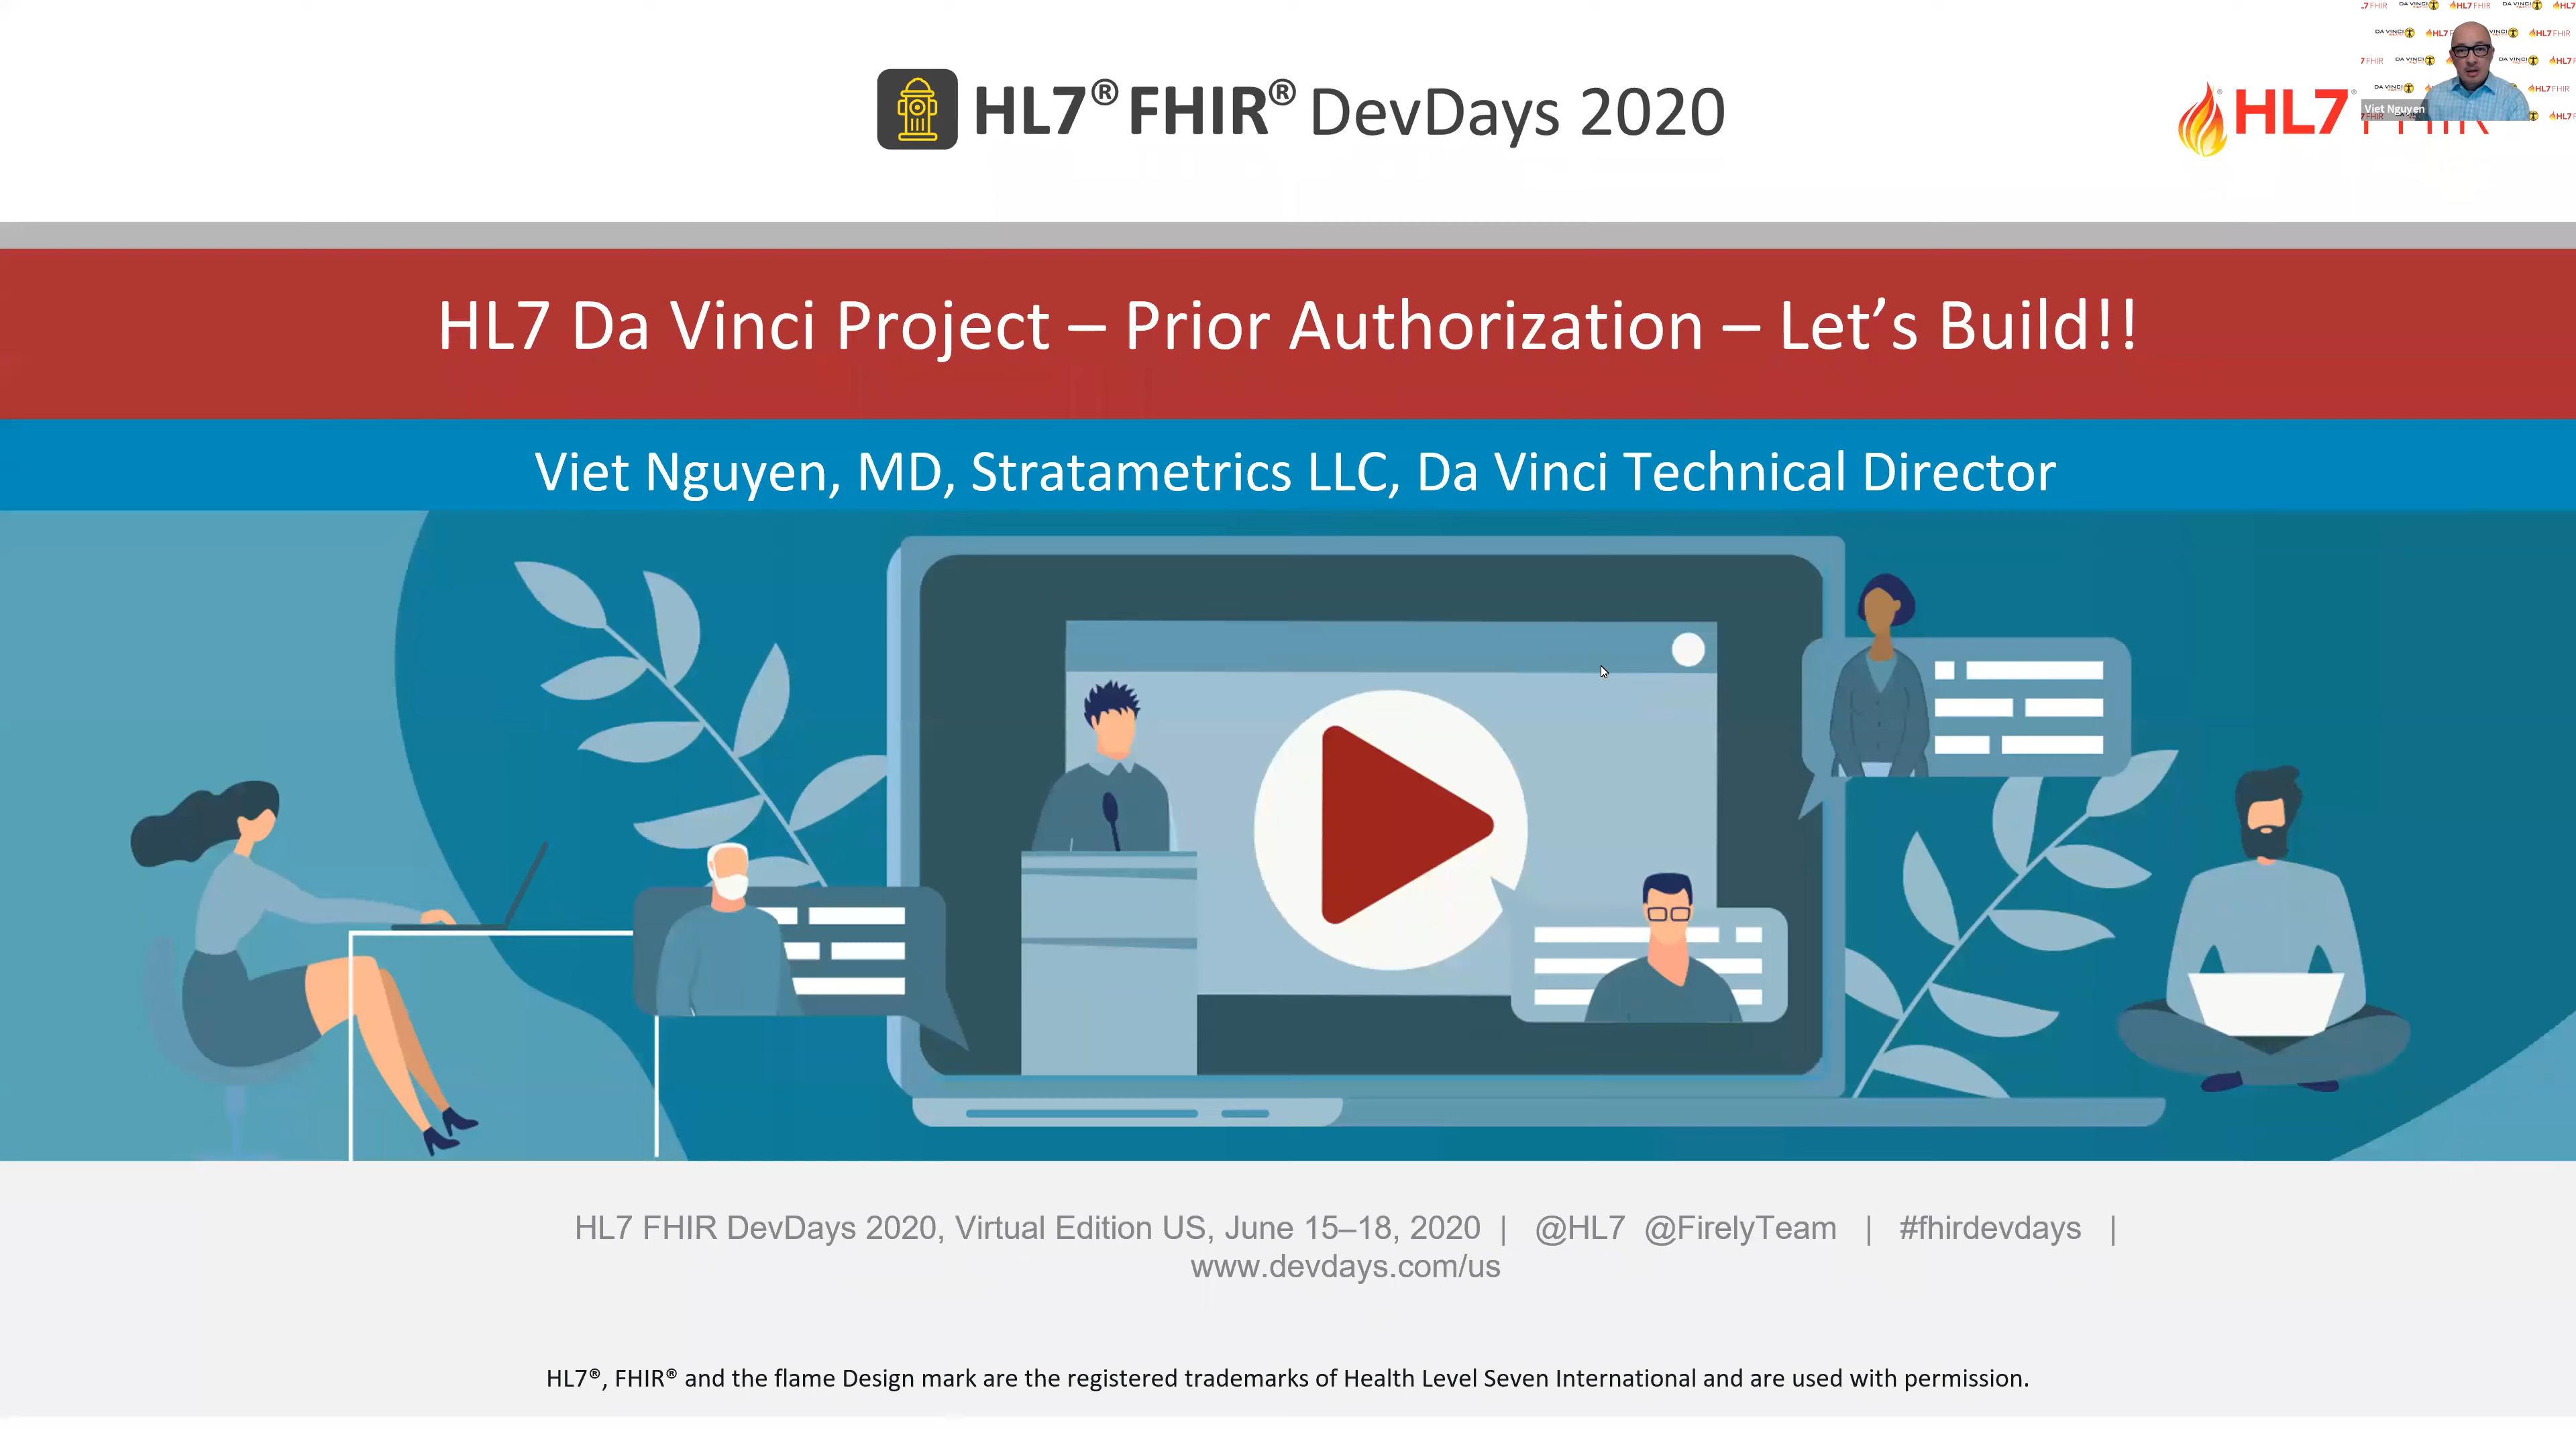 HL7® FHIR® DevDays 2020
HL7® FHIR
Viet Nguyen
HL7 Da Vinci Project – Prior Authorization – Let's Build!!
Viet Nguyen, MD, Stratametrics LLC, Da Vinci Technical Director
HL7 FHIR DevDays 2020, Virtual Edition US, June 15–18, 2020 | @HL7 @FirelyTeam | #fhirdevdays |
www.devdays.com/us
HL7®, FHIR® and the flame Design mark are the registered trademarks of Health Level Seven International and are used with permission.